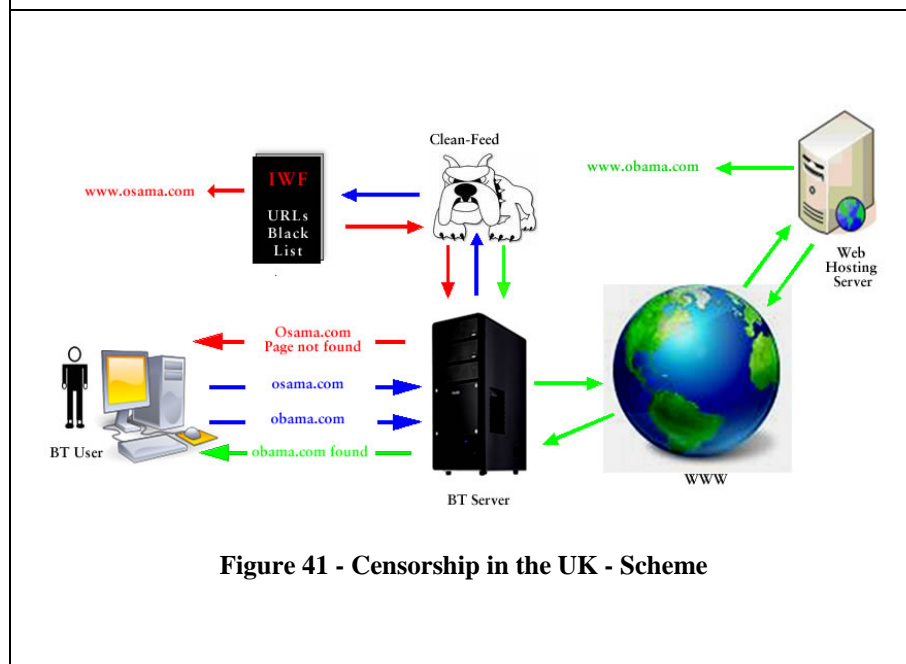 Clean-Feed
www.osama.com
IWF
URLs
Black
List
www.obama.com
Web
Hosting
Server
Osama.com
Page not found
osama.com
obama.com
obama.com found
BT User
BT Server
WWW
Figure 41 - Censorship in the UK - Scheme